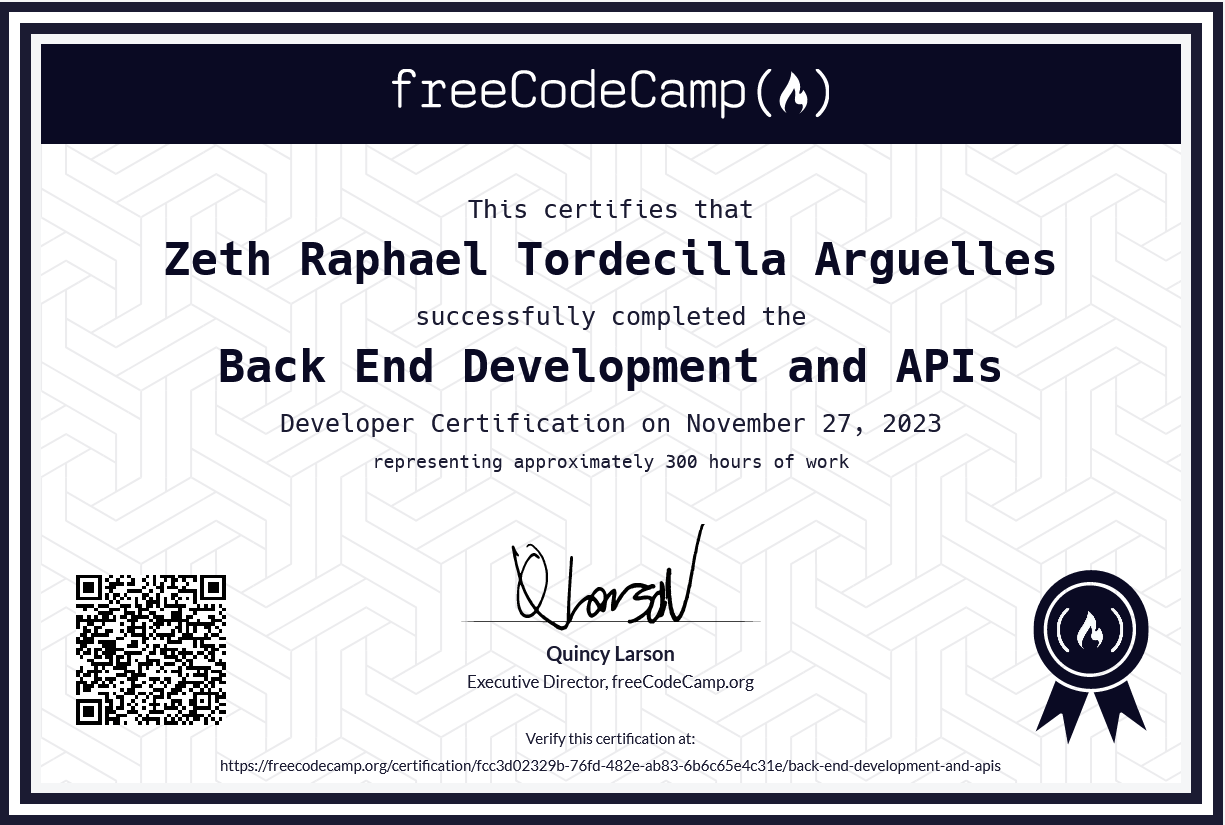 freeCodeCamp
This certifies that
Zeth Raphael Tordecilla Arguelles
successfully completed the
Back End Development and APIs
Developer Certification on November 27, 2023
representing approximately 300 hours of work
Quincy Larson
Executive Director, freeCodeCamp.org
Verify this certification at:
https://freecodecamp.org/certification/fcc3d02329b-76fd-482e-ab83-6b6c65e4c31e/back-end-development-and-apis